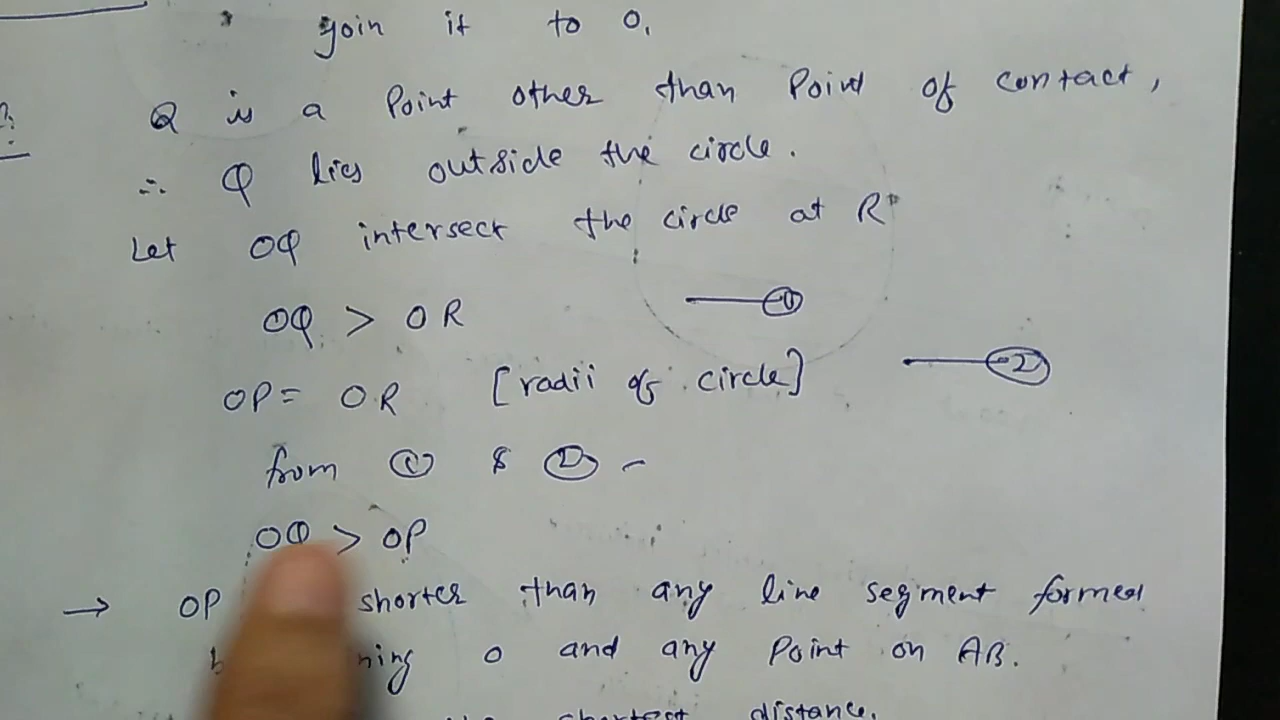 join it to O.
Q is a Point other than Point of contact,
∴ Q lies outside the circle.
Let OQ intersect the circle at R
OQ > OR —①
OP = OR [radii of circle] —②
from ① & ② –
OQ > OP
→ OP shorter than any line segment formed
O and any Point on AB.
shortest distance.